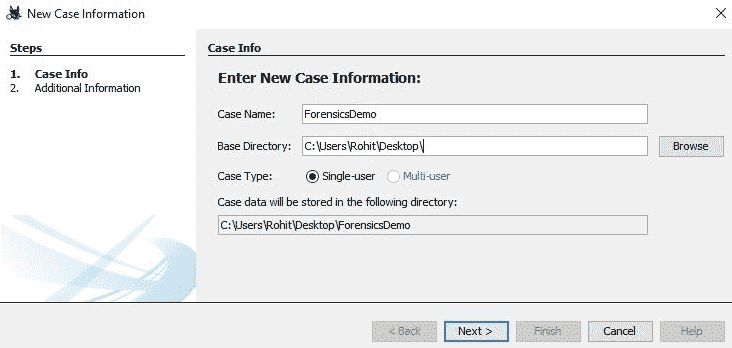 New Case Information
Steps
1. Case Info
2. Additional Information
Case Info
Enter New Case Information:
Case Name: ForensicsDemo
Base Directory: C:\Users\Rohit\Desktop\ Browse
Case Type: Single-user Multi-user
Case data will be stored in the following directory:
C:\Users\Rohit\Desktop\ForensicsDemo
< Back Next > Finish Cancel Help